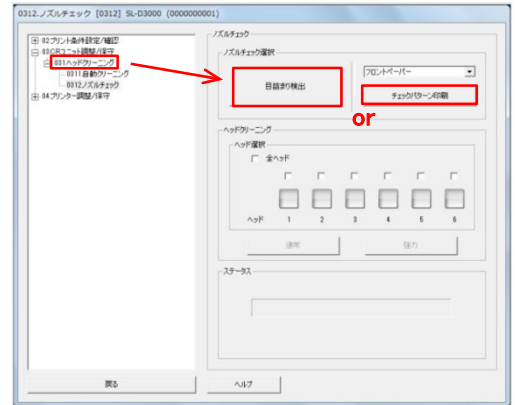 0312.ノズルチェック [0312] SL-D3000 (0000000001)
02プリント条件設定/確認
03CRユニット調整/保守
031ヘッドクリーニング
0311自動クリーニング
0312ノズルチェック
04.プリンター調整/保守
ノズルチェック
ノズルチェック選択
目詰まり検出
フロントペーパー
チェックパターン印刷
or
ヘッドクリーニング
ヘッド選択
全ヘッド
ヘッド 1 2 3 4 5 6
通常 強力
ステータス
戻る ヘルプ